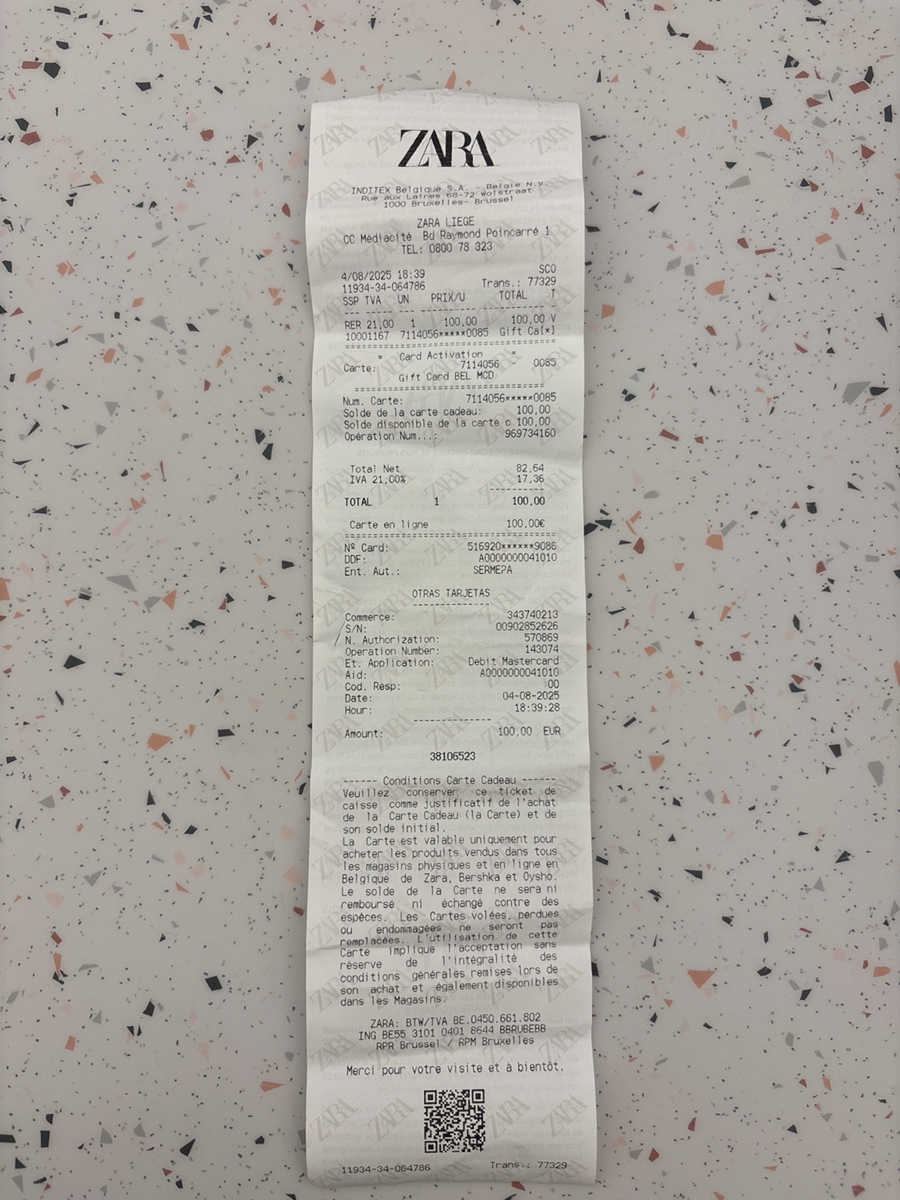 ZARA
INDITEX Belgique S.A. - Belgie N.V.
Rue aux Laines 68-72 Wolstraat
1000 Bruxelles- Brussel
ZARA LIEGE
CC Médiacité Bd Raymond Poincarré 1
TEL: 0800 78 323
SCO
4/08/2025 18:39
11934-34-064786 Trans.: 77329
SSP TVA UN PRIX/U TOTAL T
--- --- --- --- --- -
RER 21,00 1 100,00 100,00 V
10001167 7114056*****0085 Gift Ca[*]
========================================
* Card Activation *
Carte: 7114056 - 0085
Gift Card BEL MCD
===================================
Num. Carte: 7114056*****0085
Solde de la carte cadeau: 100,00
Solde disponible de la carte c 100,00
Opération Num...: 969734160
Total Net 82,64
IVA 21,00% 17,36
----------
TOTAL 1 100,00
Carte en ligne 100,00€
========================================
Nº Card: 516920******9086
DDF: A0000000041010
Ent. Aut.: SERMEPA
OTRAS TARJETAS
--------------
Commerce: 343740213
S/N: 00902852626
N. Authorization: 570869
Operation Number: 143074
Et. Application: Debit Mastercard
Aid: A0000000041010
Cod. Resp: 00
Date: 04-08-2025
Hour: 18:39:28
--------------
Amount: 100,00 EUR
38106523
------ Conditions Carte Cadeau ------
Veuillez conserver ce ticket de
caisse comme justificatif de l'achat
de la Carte Cadeau (la Carte) et de
son solde initial.
La Carte est valable uniquement pour
acheter les produits vendus dans tous
les magasins physiques et en ligne en
Belgique de Zara, Bershka et Oysho.
Le solde de la Carte ne sera ni
remboursé ni échangé contre des
espèces. Les Cartes volées, perdues
ou endommagées ne seront pas
remplacées. L'utilisation de cette
Carte implique l'acceptation sans
réserve de l'intégralité des
conditions générales remises lors de
son achat et également disponibles
dans les Magasins.
ZARA: BTW/TVA BE.0450.661.802
ING BE55 3101 0401 8644 BBRUBEBB
RPR Brussel / RPM Bruxelles
Merci pour votre visite et à bientôt.
11934-34-064786 Trans.: 77329